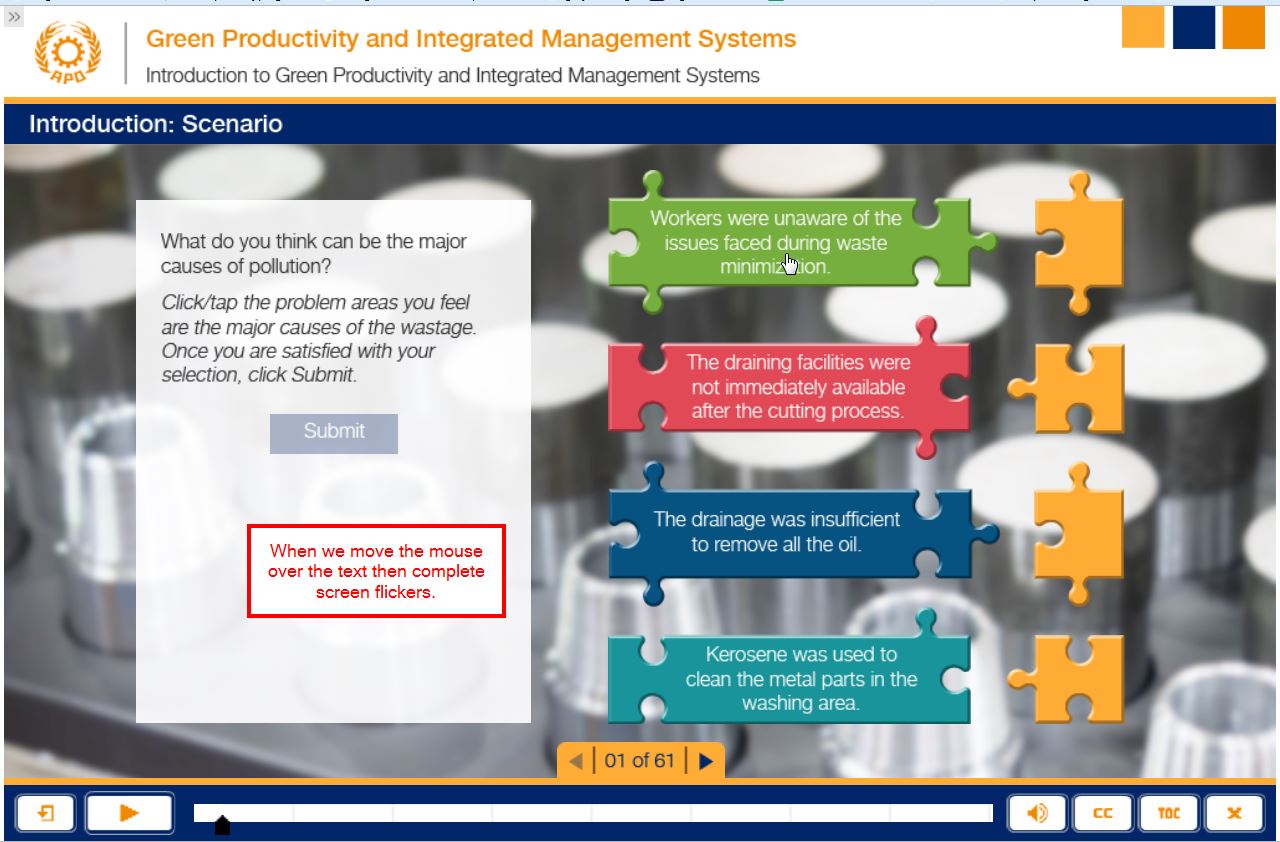 »
APO
Green Productivity and Integrated Management Systems
Introduction to Green Productivity and Integrated Management Systems
Introduction: Scenario
What do you think can be the major
causes of pollution?
Click/tap the problem areas you feel
are the major causes of the wastage.
Once you are satisfied with your
selection, click Submit.
Submit
When we move the mouse
over the text then complete
screen flickers.
Workers were unaware of the
issues faced during waste
minimization.
The draining facilities were
not immediately available
after the cutting process.
The drainage was insufficient
to remove all the oil.
Kerosene was used to
clean the metal parts in the
washing area.
01 of 61
CC
TOC